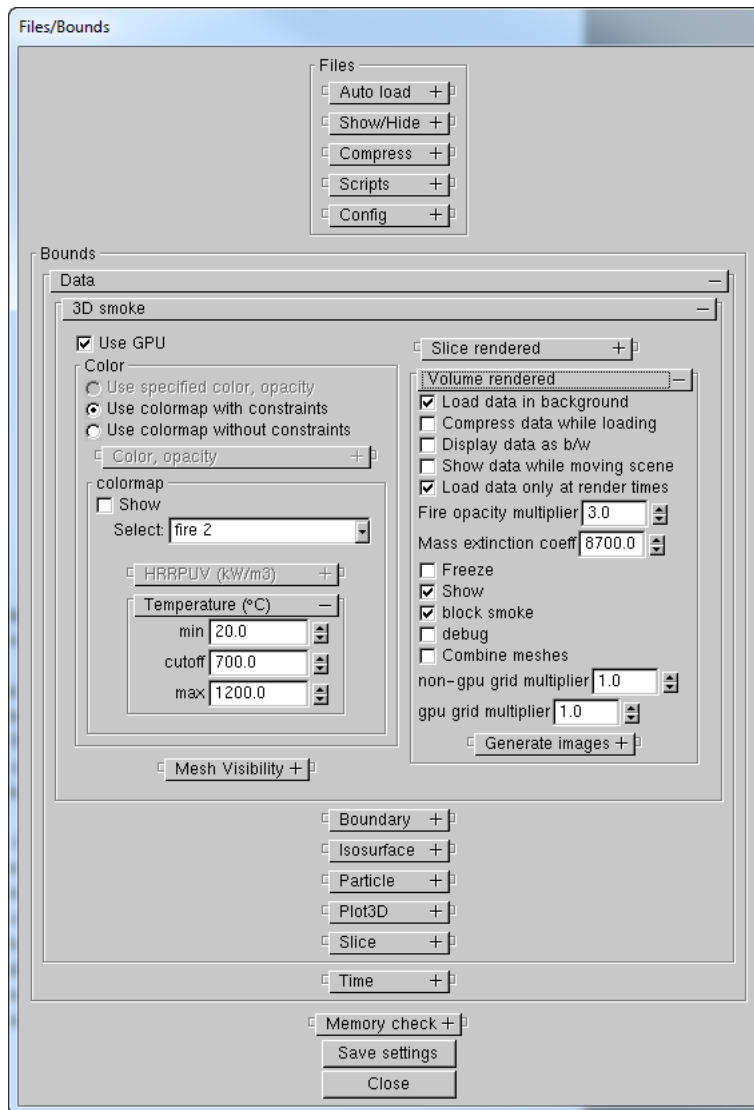 Files/Bounds
Files
Auto load +
Show/Hide +
Compress +
Scripts +
Config +
Bounds
Data −
3D smoke −
Use GPU
Color
Use specified color, opacity
Use colormap with constraints
Use colormap without constraints
Color, opacity +
colormap
Show
Select: fire 2
HRRPUV (kW/m3) +
Temperature (°C) −
min 20.0
cutoff 700.0
max 1200.0
Mesh Visibility +
Slice rendered +
Volume rendered −
Load data in background
Compress data while loading
Display data as b/w
Show data while moving scene
Load data only at render times
Fire opacity multiplier 3.0
Mass extinction coeff 8700.0
Freeze
Show
block smoke
debug
Combine meshes
non-gpu grid multiplier 1.0
gpu grid multiplier 1.0
Generate images +
Boundary +
Isosurface +
Particle +
Plot3D +
Slice +
Time +
Memory check +
Save settings
Close